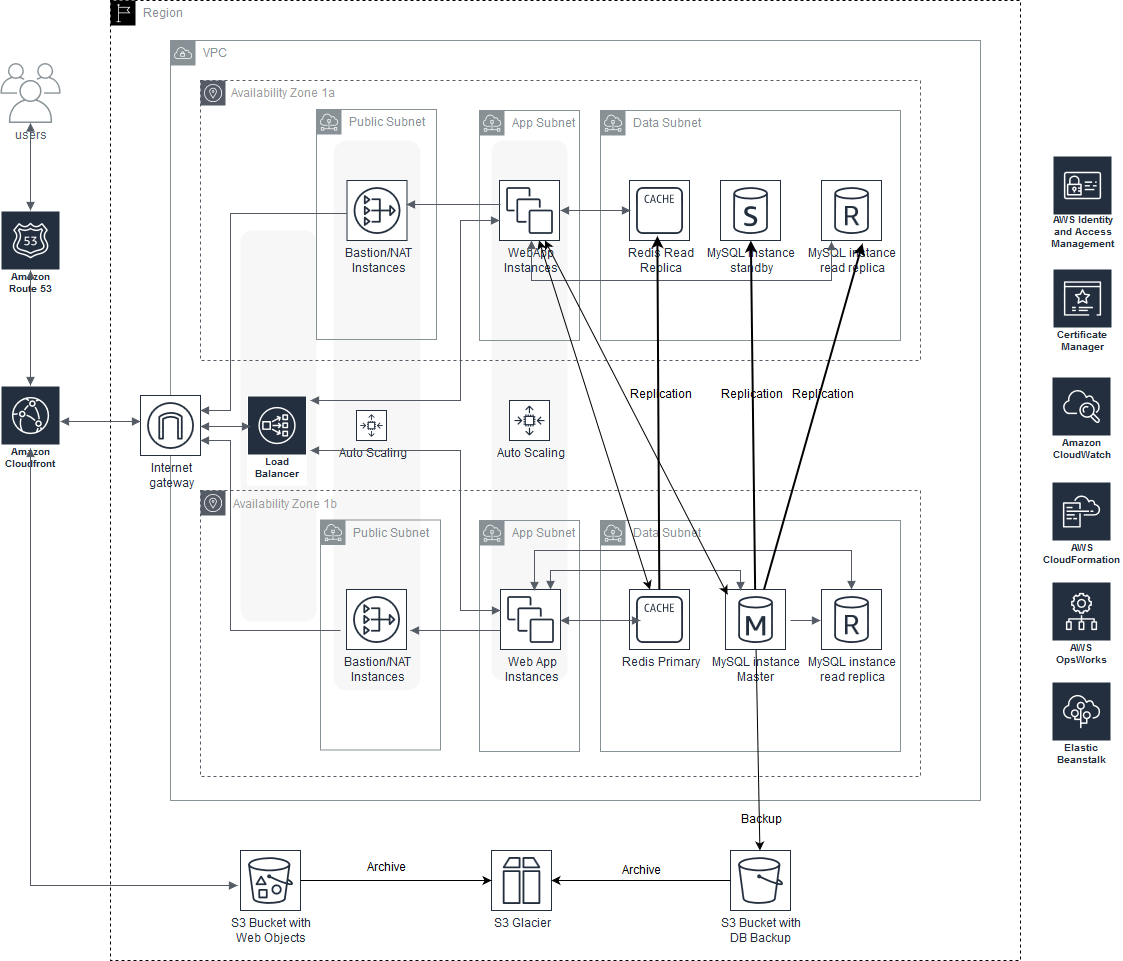 Region
VPC
Availability Zone 1a
Public Subnet
App Subnet
Data Subnet
users
53
Amazon
Route 53
Bastion/NAT
Instances
WebApp
Instances
CACHE
Redis Read
Replica
S
MySQL instance
standby
R
MySQL instance
read replica
AWS Identity
and Access
Management
Certificate
Manager
Replication
Replication
Replication
Amazon
Cloudfront
Internet
gateway
Load
Balancer
Auto Scaling
Auto Scaling
Amazon
CloudWatch
Availability Zone 1b
Public Subnet
App Subnet
Data Subnet
AWS
CloudFormation
Bastion/NAT
Instances
Web App
Instances
CACHE
Redis Primary
M
MySQL instance
Master
R
MySQL instance
read replica
AWS
OpsWorks
Elastic
Beanstalk
Backup
Archive
Archive
S3 Bucket with
Web Objects
S3 Glacier
S3 Bucket with
DB Backup